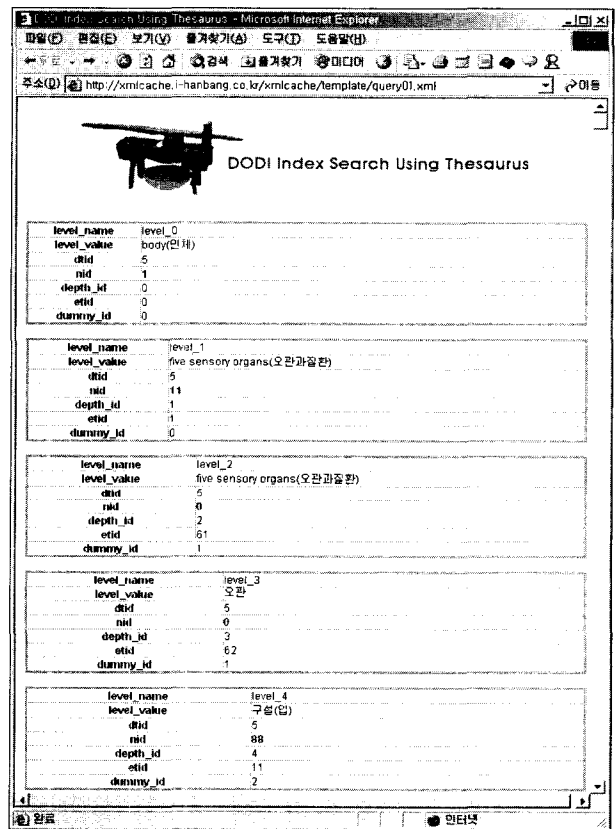 DODI Index Search Using Thesaurus - Microsoft Internet Explorer
파일(F) 편집(E) 보기(V) 즐겨찾기(A) 도구(T) 도움말(H)
검색 즐겨찾기 미디어
주소(D) http://xmlcache.i-hanbang.co.kr/xmlcache/template/query01.xml 이동
DODI Index Search Using Thesaurus
level_name level_0
level_value body(인체)
dtid 5
nid 1
depth_id 0
etid 0
dummy_id 0
level_name level_1
level_value five sensory organs(오관과질환)
dtid 5
nid 11
depth_id 1
etid 1
dummy_id 0
level_name level_2
level_value five sensory organs(오관과질환)
dtid 5
nid 0
depth_id 2
etid 61
dummy_id 1
level_name level_3
level_value 오관
dtid 5
nid 0
depth_id 3
etid 62
dummy_id 1
level_name level_4
level_value 구설(입)
dtid 5
nid 88
depth_id 4
etid 11
dummy_id 2
완료 인터넷